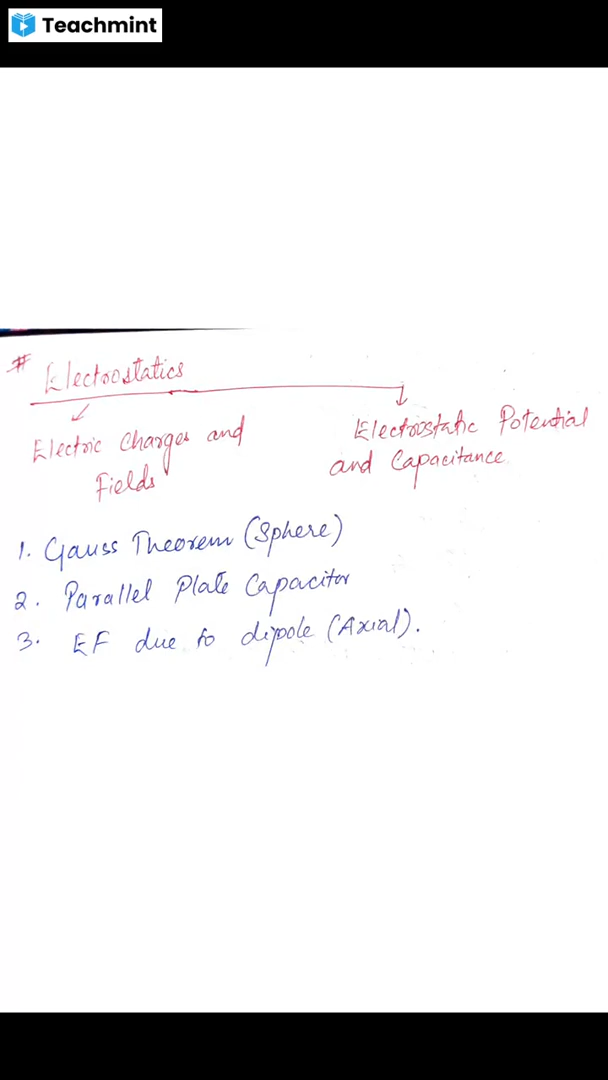 Teachmint
# Electrostatics
Electric Charges and
Fields
Electrostatic Potential
and Capacitance
1. Gauss Theorem (Sphere)
2. Parallel Plate Capacitor
3. EF due to dipole (Axial).